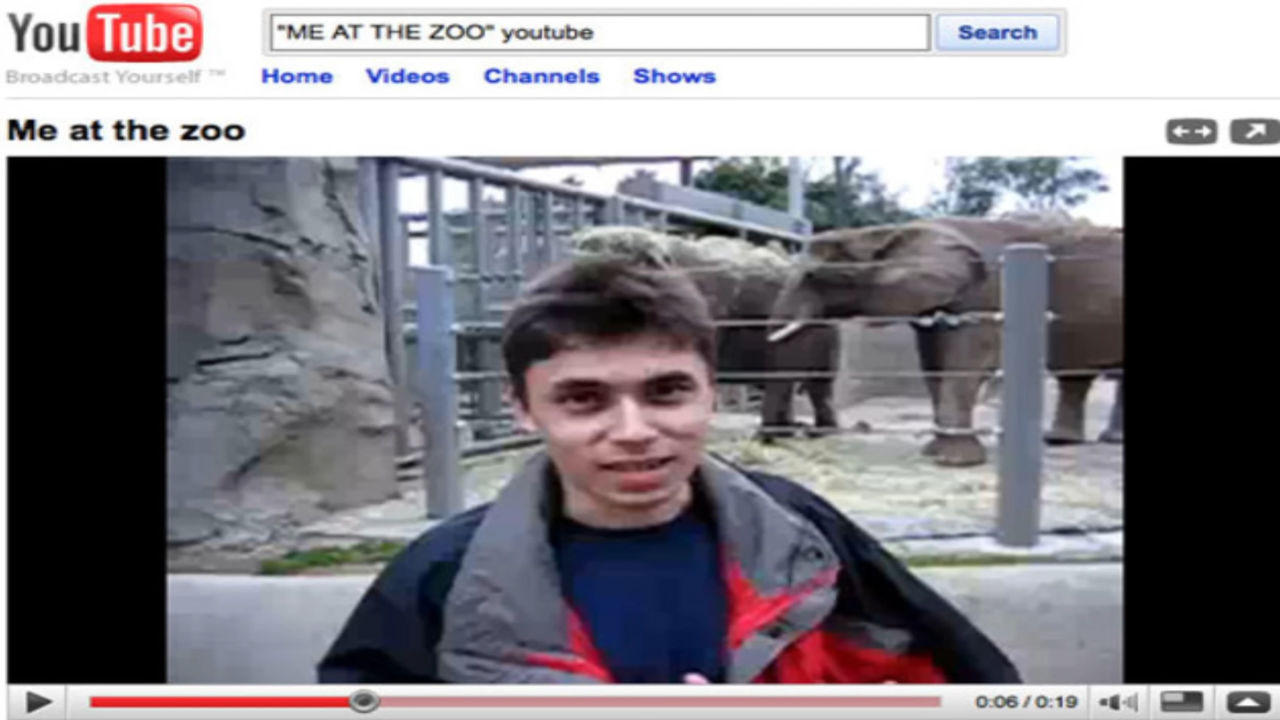 YouTube "ME AT THE ZOO" youtube Search
Broadcast Yourself ™ Home Videos Channels Shows
Me at the zoo
0:06 / 0:19